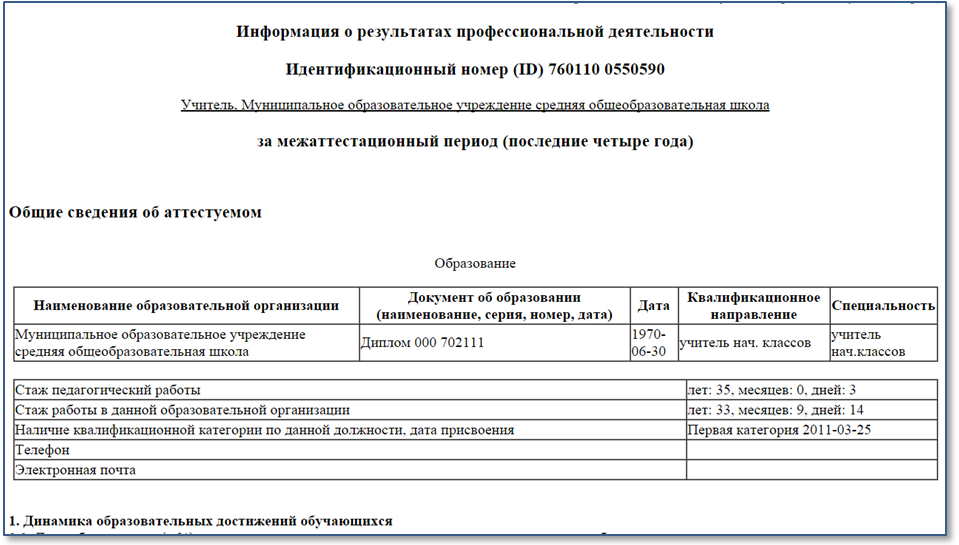 Информация о результатах профессиональной деятельности
Идентификационный номер (ID) 760110 0550590
Учитель, Муниципальное образовательное учреждение средняя общеобразовательная школа
за межаттестационный период (последние четыре года)
Общие сведения об аттестуемом
Образование
Наименование образовательной организации
Документ об образовании
(наименование, серия, номер, дата)
Дата
Квалификационное
направление
Специальность
Муниципальное образовательное учреждение
средняя общеобразовательная школа
Диплом 000 702111
1970-
06-30
учитель нач. классов
учитель
нач.классов
Стаж педагогический работы лет: 35, месяцев: 0, дней: 3
Стаж работы в данной образовательной организации лет: 33, месяцев: 9, дней: 14
Наличие квалификационной категории по данной должности, дата присвоения Первая категория 2011-03-25
Телефон
Электронная почта
1. Динамика образовательных достижений обучающихся